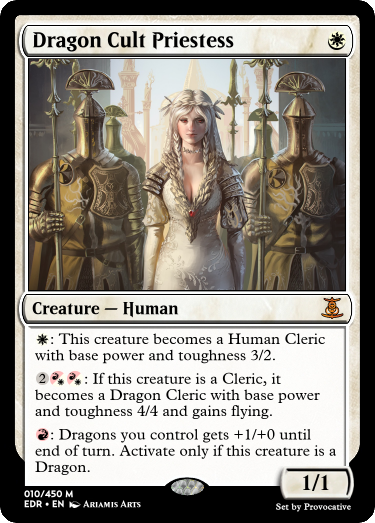 Dragon Cult Priestess
Creature — Human
: This creature becomes a Human Cleric
with base power and toughness 3/2.
2: If this creature is a Cleric, it
becomes a Dragon Cleric with base power
and toughness 4/4 and gains flying.
: Dragons you control gets +1/+0 until
end of turn. Activate only if this creature is a
Dragon.
1/1
010/450 M
EDR • EN Ariamis Arts
Set by Provocative